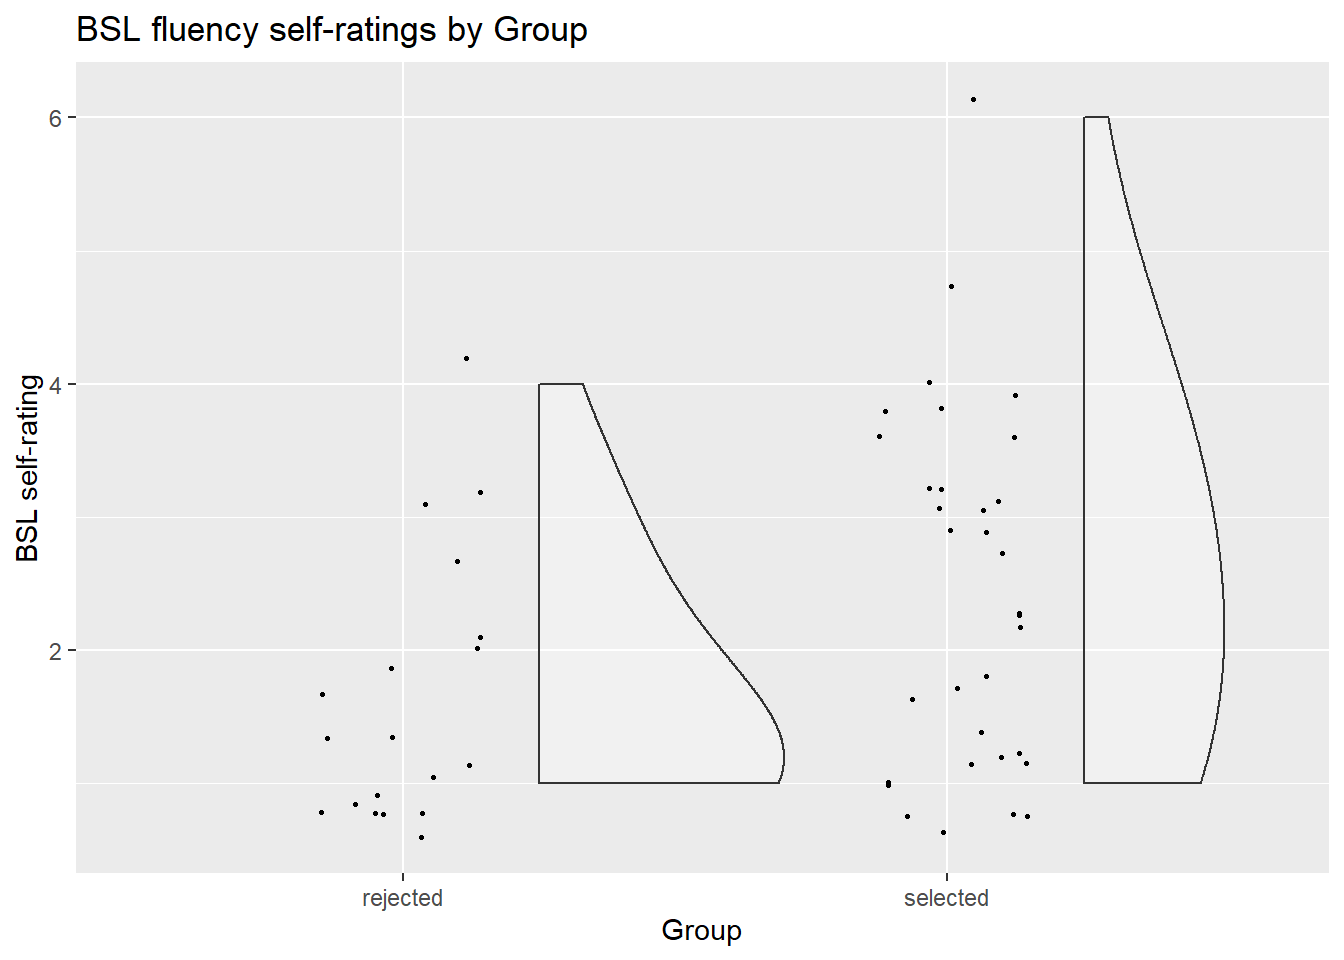 BSL fluency self-ratings by Group
6
4
2
BSL self-rating
rejected
selected
Group